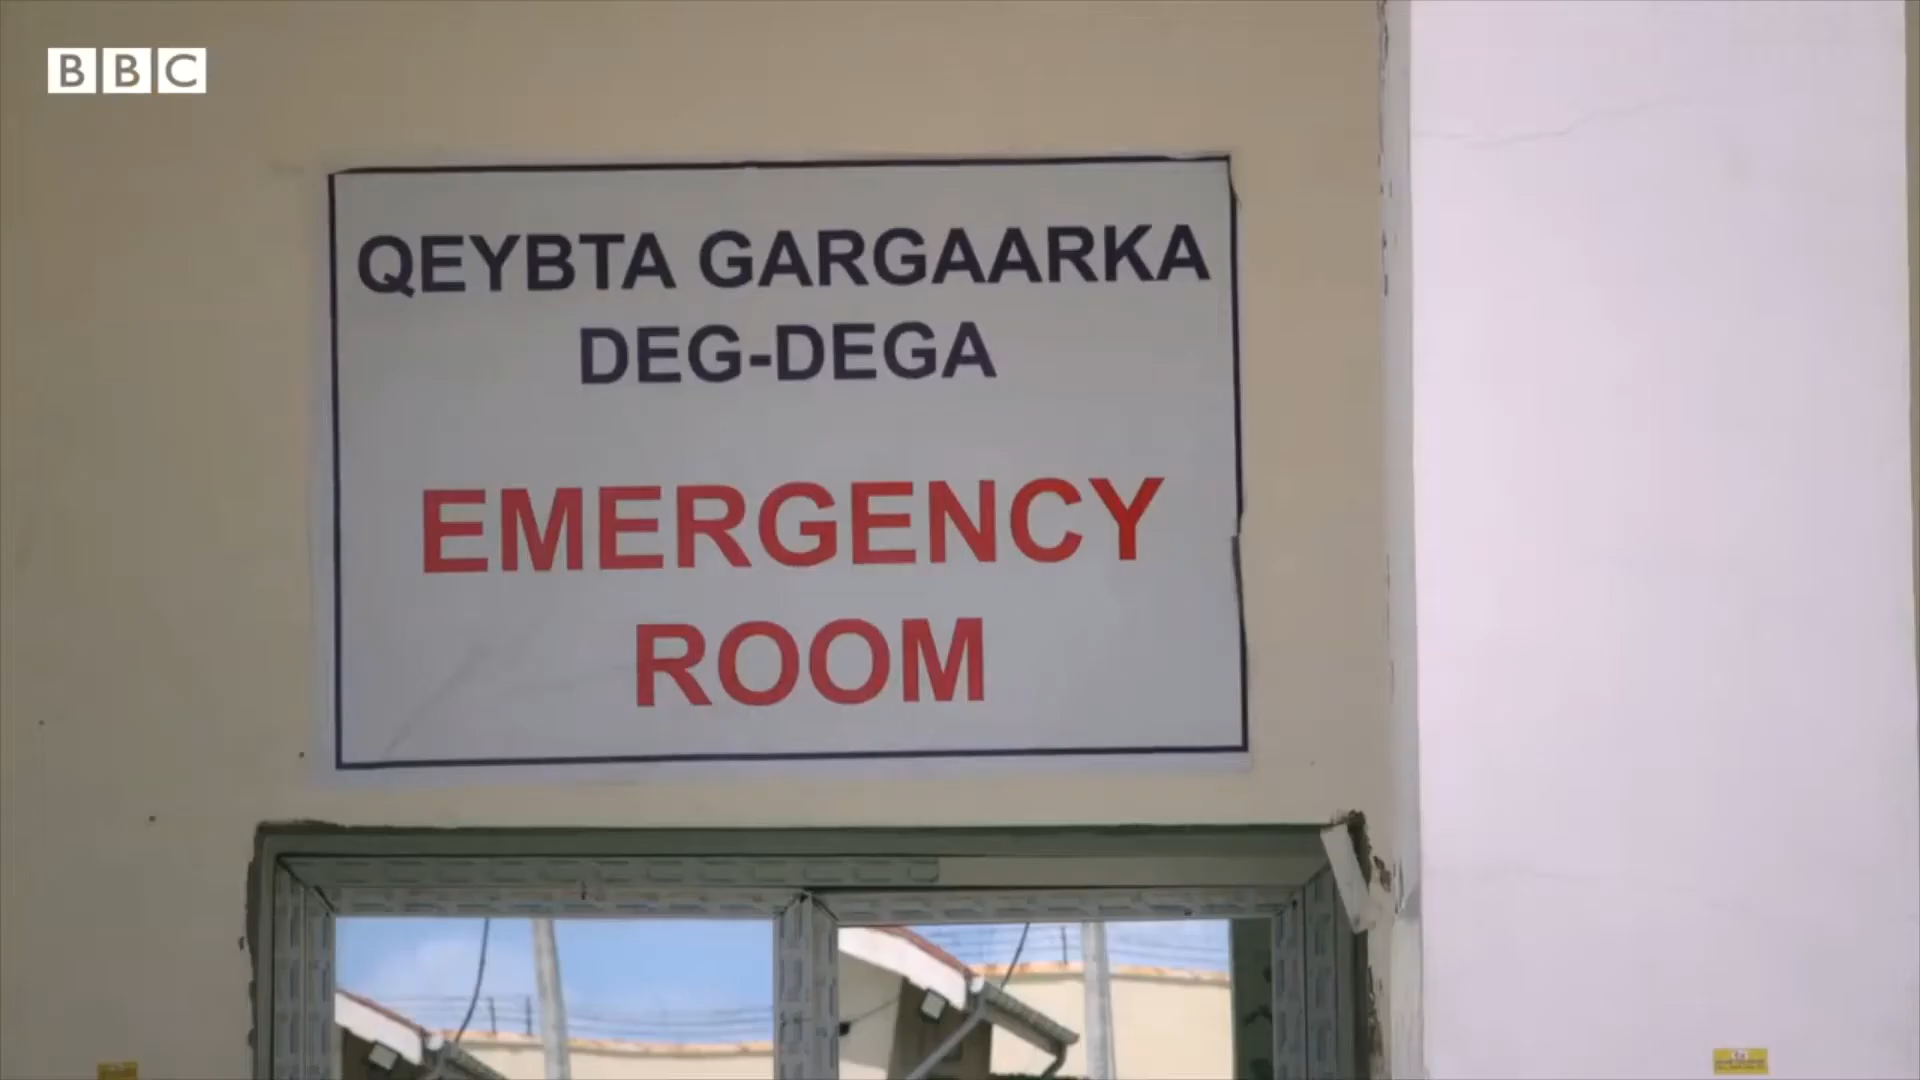 BBC
QEYBTA GARGAARKA
DEG-DEGA
EMERGENCY
ROOM